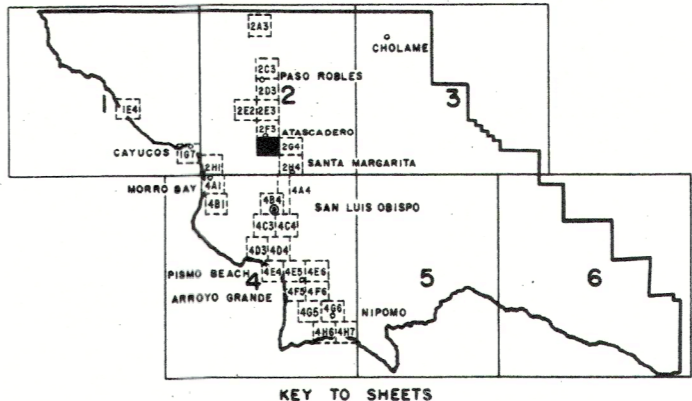 2A3
CHOLAME
2C3
PASO ROBLES
2D3
2
3
1
1E4
2E2 2E3
2F3
ATASCADERO
CAYUCOS
1G7
2G4
2H1
2H4
SANTA MARGARITA
MORRO BAY
4A1
4A4
4B1
4B4
SAN LUIS OBISPO
4C3 4C4
4D3 4D4
PISMO BEACH
4
4E4 4E5 4E6
5
6
ARROYO GRANDE
4F5 4F6
4G5 4G6
NIPOMO
4H6 4H7
KEY TO SHEETS